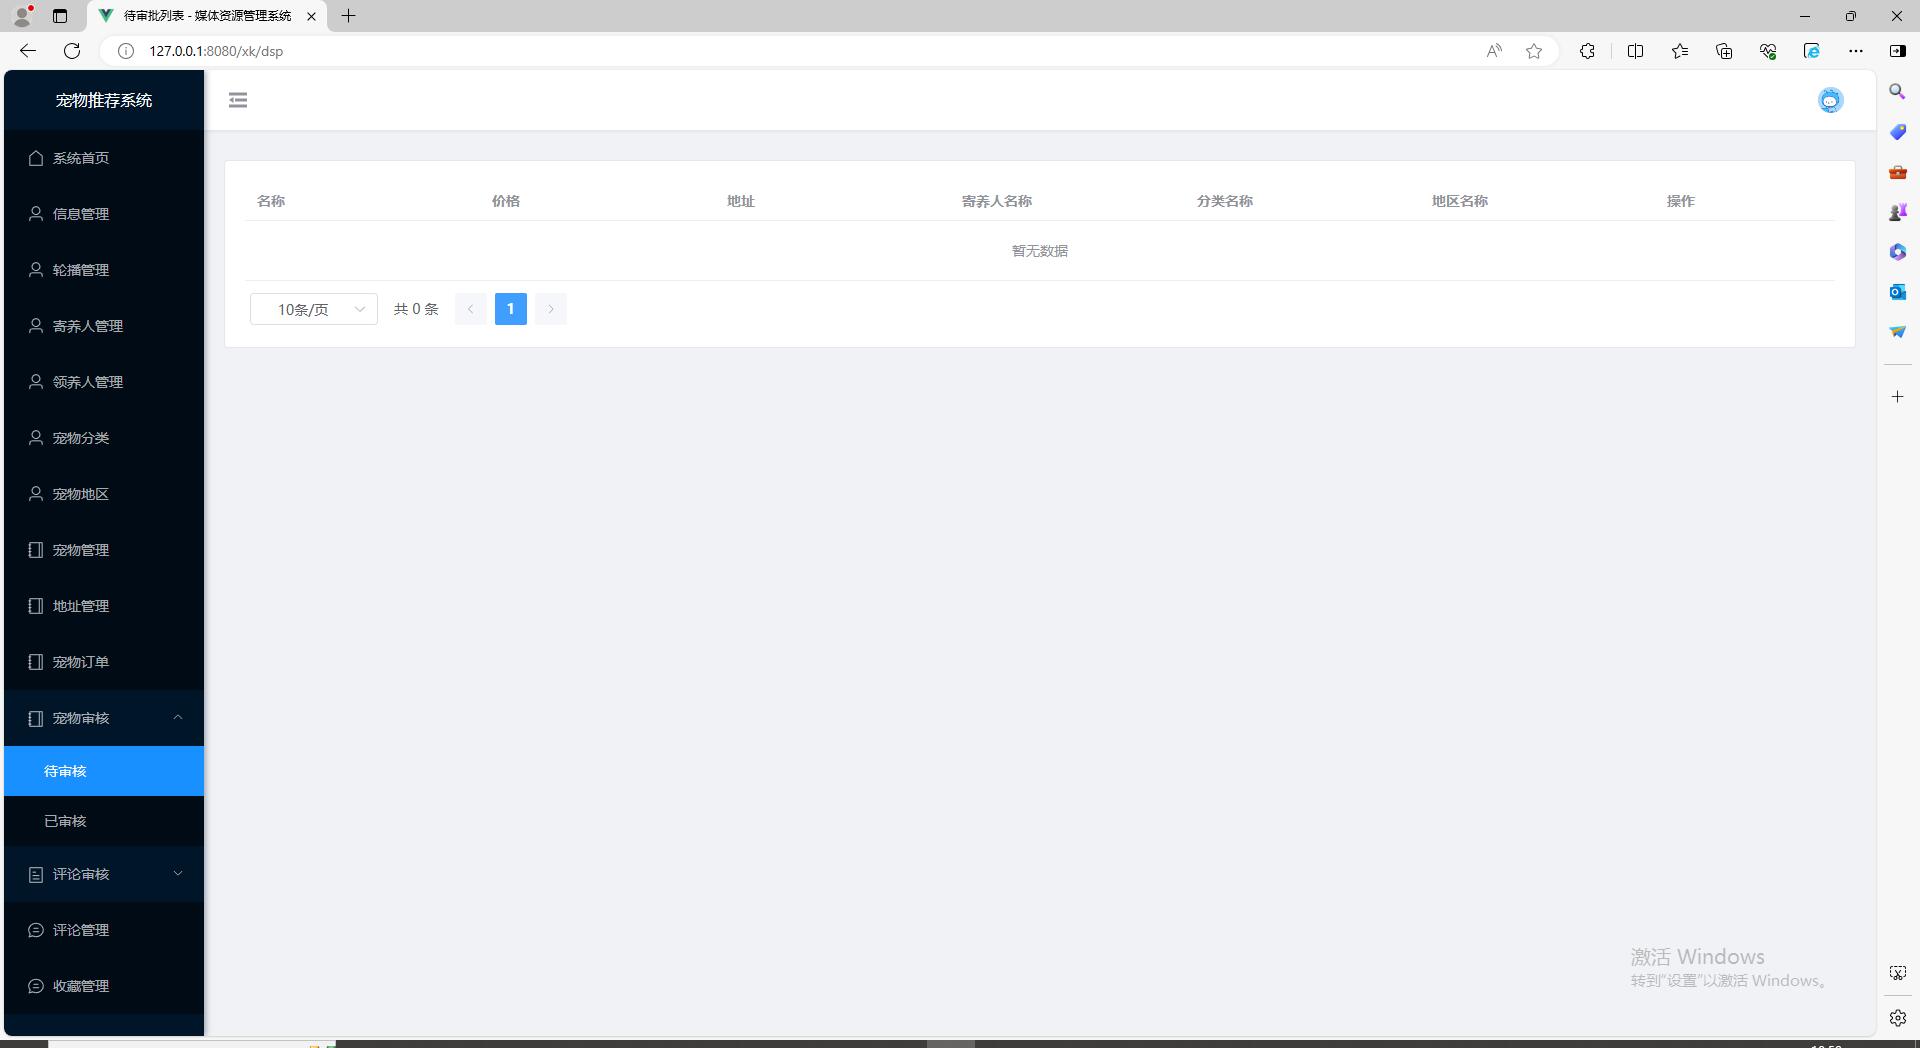 待审批列表 - 媒体资源管理系统
127.0.0.1:8080/xk/dsp
宠物推荐系统
系统首页
信息管理
轮播管理
寄养人管理
领养人管理
宠物分类
宠物地区
宠物管理
地址管理
宠物订单
宠物审核
待审核
已审核
评论审核
评论管理
收藏管理
名称 价格 地址 寄养人名称 分类名称 地区名称 操作
暂无数据
10条/页 共 0 条 1
激活 Windows
转到“设置”以激活 Windows。